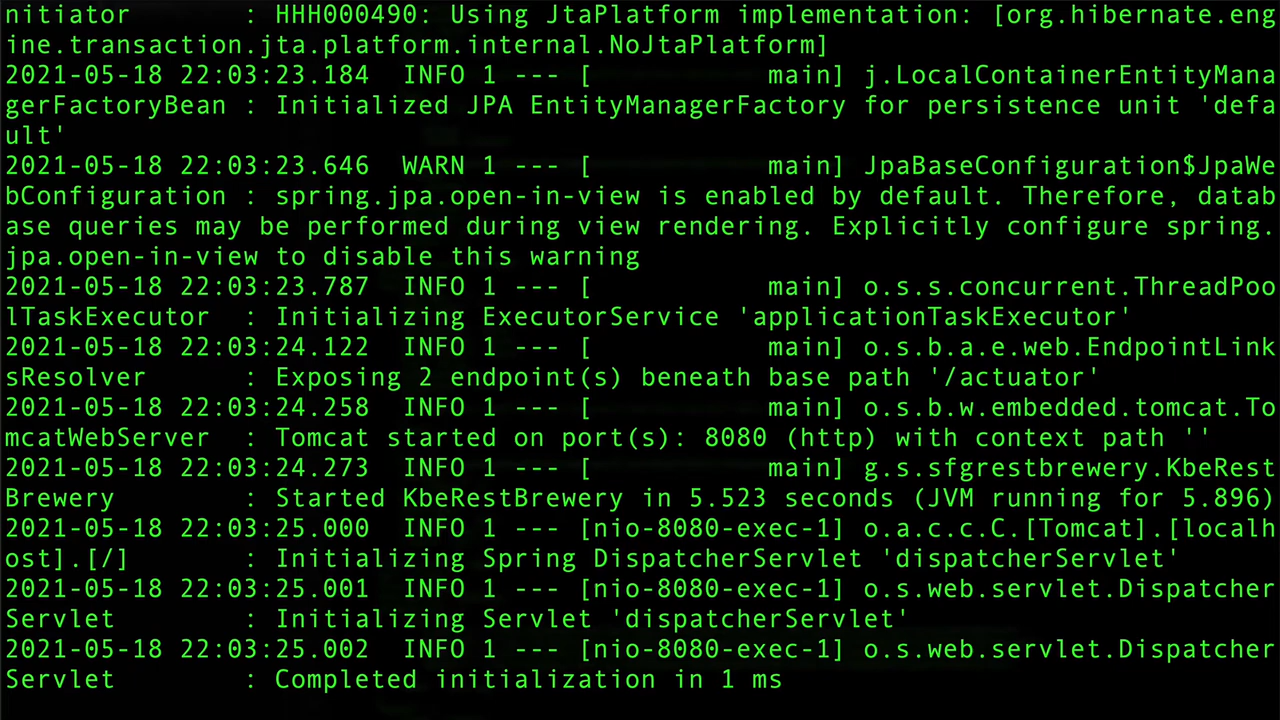 nitiator           : HHH000490: Using JtaPlatform implementation: [org.hibernate.eng
ine.transaction.jta.platform.internal.NoJtaPlatform]
2021-05-18 22:03:23.184  INFO 1 --- [           main] j.LocalContainerEntityMana
gerFactoryBean : Initialized JPA EntityManagerFactory for persistence unit 'defa
ult'
2021-05-18 22:03:23.646  WARN 1 --- [           main] JpaBaseConfiguration$JpaWe
bConfiguration : spring.jpa.open-in-view is enabled by default. Therefore, datab
ase queries may be performed during view rendering. Explicitly configure spring.
jpa.open-in-view to disable this warning
2021-05-18 22:03:23.787  INFO 1 --- [           main] o.s.s.concurrent.ThreadPoo
lTaskExecutor  : Initializing ExecutorService 'applicationTaskExecutor'
2021-05-18 22:03:24.122  INFO 1 --- [           main] o.s.b.a.e.web.EndpointLink
sResolver      : Exposing 2 endpoint(s) beneath base path '/actuator'
2021-05-18 22:03:24.258  INFO 1 --- [           main] o.s.b.w.embedded.tomcat.To
mcatWebServer  : Tomcat started on port(s): 8080 (http) with context path ''
2021-05-18 22:03:24.273  INFO 1 --- [           main] g.s.sfgrestbrewery.KbeRest
Brewery        : Started KbeRestBrewery in 5.523 seconds (JVM running for 5.896)
2021-05-18 22:03:25.000  INFO 1 --- [nio-8080-exec-1] o.a.c.c.C.[Tomcat].[localh
ost].[/]       : Initializing Spring DispatcherServlet 'dispatcherServlet'
2021-05-18 22:03:25.001  INFO 1 --- [nio-8080-exec-1] o.s.web.servlet.Dispatcher
Servlet        : Initializing Servlet 'dispatcherServlet'
2021-05-18 22:03:25.002  INFO 1 --- [nio-8080-exec-1] o.s.web.servlet.Dispatcher
Servlet        : Completed initialization in 1 ms